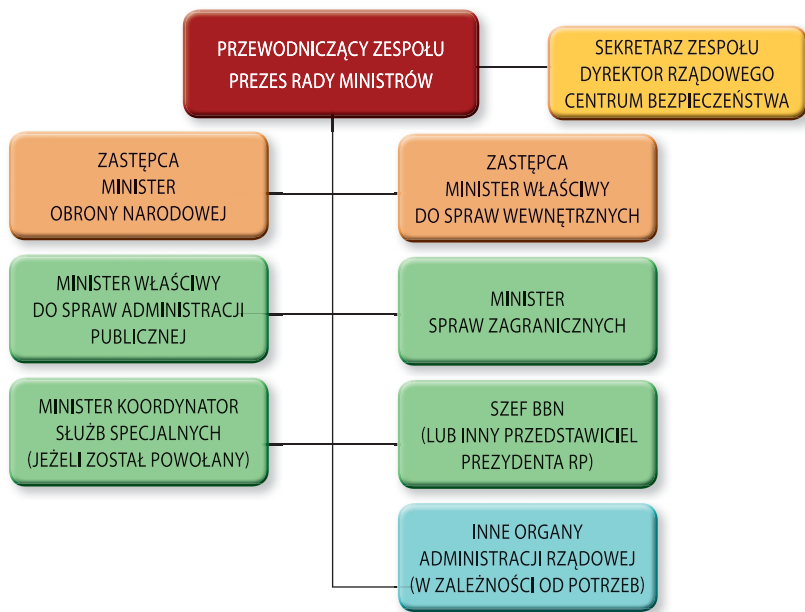 PRZEWODNICZĄCY ZESPOŁU
PREZES RADY MINISTRÓW
SEKRETARZ ZESPOŁU
DYREKTOR RZĄDOWEGO
CENTRUM BEZPIECZEŃSTWA
ZASTĘPCA
MINISTER
OBRONY NARODOWEJ
ZASTĘPCA
MINISTER WŁAŚCIWY
DO SPRAW WEWNĘTRZNYCH
MINISTER WŁAŚCIWY
DO SPRAW ADMINISTRACJI
PUBLICZNEJ
MINISTER
SPRAW ZAGRANICZNYCH
MINISTER KOORDYNATOR
SŁUŻB SPECJALNYCH
(JEŻELI ZOSTAŁ POWOŁANY)
SZEF BBN
(LUB INNY PRZEDSTAWICIEL
PREZYDENTA RP)
INNE ORGANY
ADMINISTRACJI RZĄDOWEJ
(W ZALEŻNOŚCI OD POTRZEB)